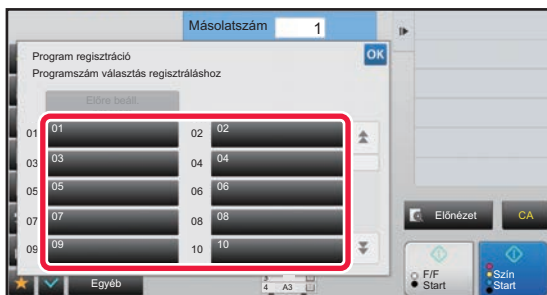 Másolatszám 1
Program regisztráció
OK
Programszám választás regisztráláshoz
Előre beáll.
01 01 02 02
03 03 04 04
05 05 06 06
07 07 08 08
09 09 10 10
Előnézet CA
Egyéb
4 A3
F/F
Start
Szín
Start